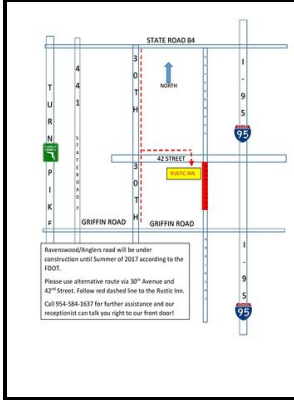 STATE ROAD 84
TURNPIKE
441
STATE ROAD 7
30TH
NORTH
I-95
95
42 STREET
RUSTIC INN
30TH
GRIFFIN ROAD
GRIFFIN ROAD
I-95
95
Ravenswood/Anglers road will be under
construction until Summer of 2017 according to the
FDOT.
Please use alternative route via 30th Avenue and
42nd Street. Follow red dashed line to the Rustic Inn.
Call 954-584-1637 for further assistance and our
receptionist can talk you right to our front door!